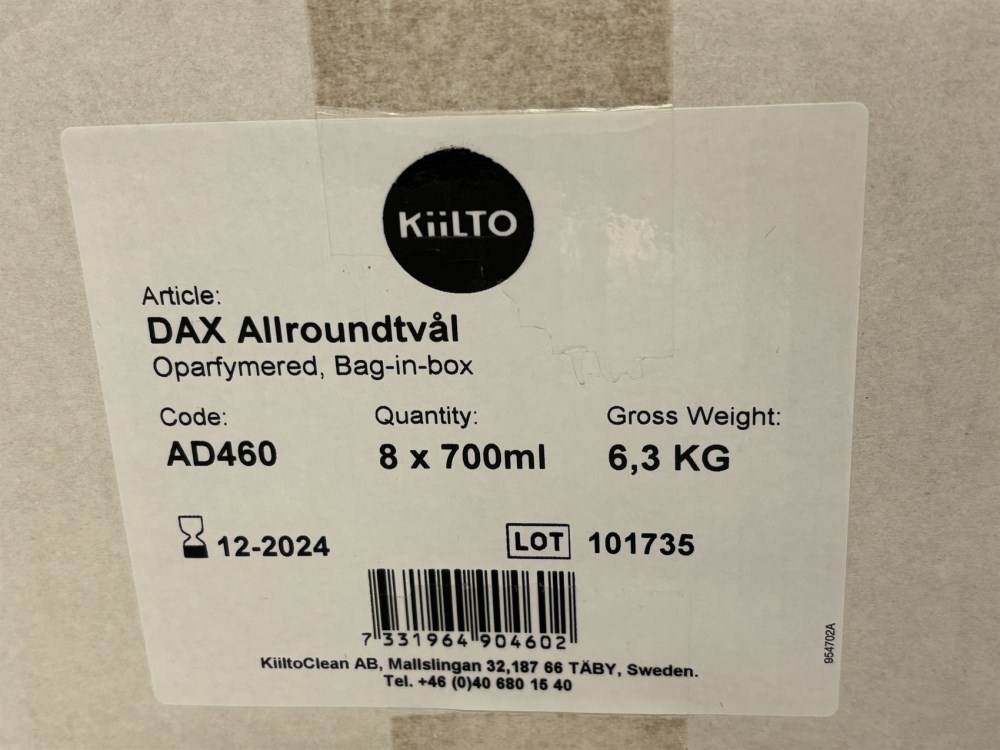 KiiLTO
Article:
DAX Allroundtvål
Oparfymered, Bag-in-box
Code: Quantity: Gross Weight:
AD460 8 x 700ml 6,3 KG
12-2024 LOT 101735
7 331964 904602
KiiltoClean AB, Mallslingan 32,187 66 TÄBY, Sweden.
Tel. +46 (0)40 680 15 40
954702A